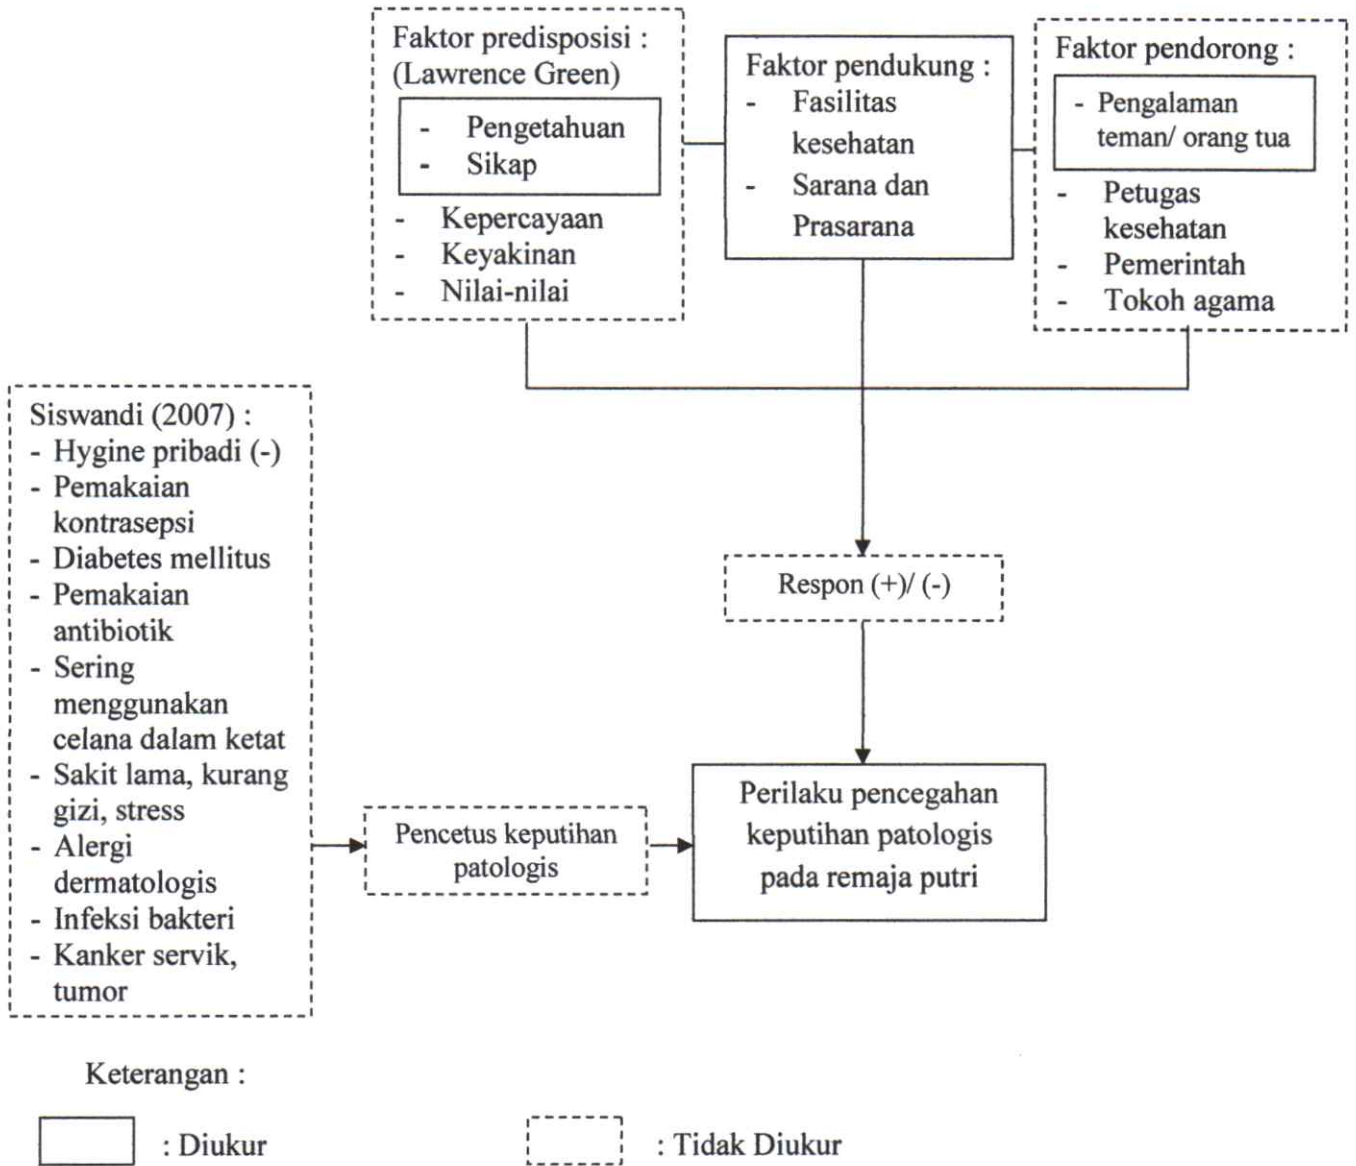 Faktor predisposisi :
(Lawrence Green)
- Pengetahuan
- Sikap
- Kepercayaan
- Keyakinan
- Nilai-nilai
Faktor pendukung :
- Fasilitas
kesehatan
- Sarana dan
Prasarana
Faktor pendorong :
- Pengalaman
teman/ orang tua
- Petugas
kesehatan
- Pemerintah
- Tokoh agama
Siswandi (2007) :
- Hygine pribadi (-)
- Pemakaian
kontrasepsi
- Diabetes mellitus
- Pemakaian
antibiotik
- Sering
menggunakan
celana dalam ketat
- Sakit lama, kurang
gizi, stress
- Alergi
dermatologis
- Infeksi bakteri
- Kanker servik,
tumor
Respon (+)/ (-)
Pencetus keputihan
patologis
Perilaku pencegahan
keputihan patologis
pada remaja putri
Keterangan :
: Diukur
: Tidak Diukur